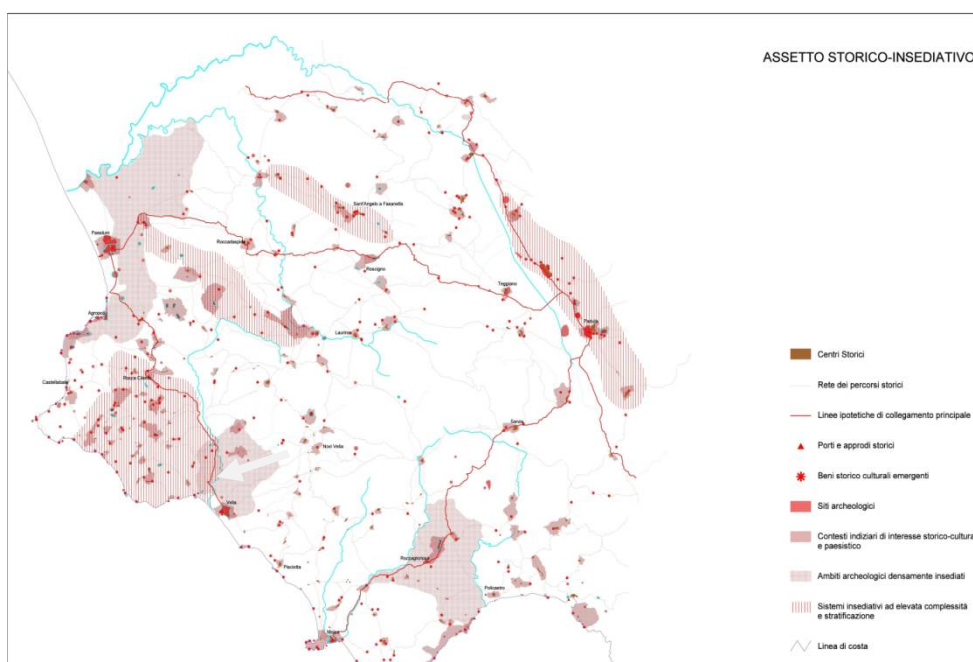 ASSETTO STORICO-INSEDIATIVO
Sant'Angelo a Fasanella
Paestum
Roccadaspide
Roscigno
Teggiano
Agropoli
Padula
Laurino
Rocca Cilento
Castellabate
Sanza
Novi Velia
Velia
Roccagloriosa
Pisciotta
Policastro
Centri Storici
Rete dei percorsi storici
Linee ipotetiche di collegamento principale
Porti e approdi storici
Beni storico culturali emergenti
Siti archeologici
Contesti indiziari di interesse storico-cultura
e paesistico
Ambiti archeologici densamente insediati
Sistemi insediativi ad elevata complessità
e stratificazione
Linea di costa